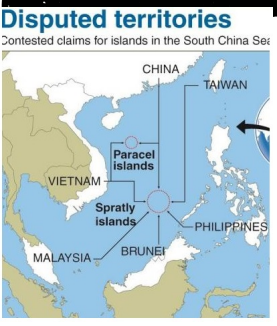 Disputed territories
Contested claims for islands in the South China Sea
CHINA
TAIWAN
Paracel
islands
VIETNAM
Spratly
islands
PHILIPPINES
BRUNEI
MALAYSIA